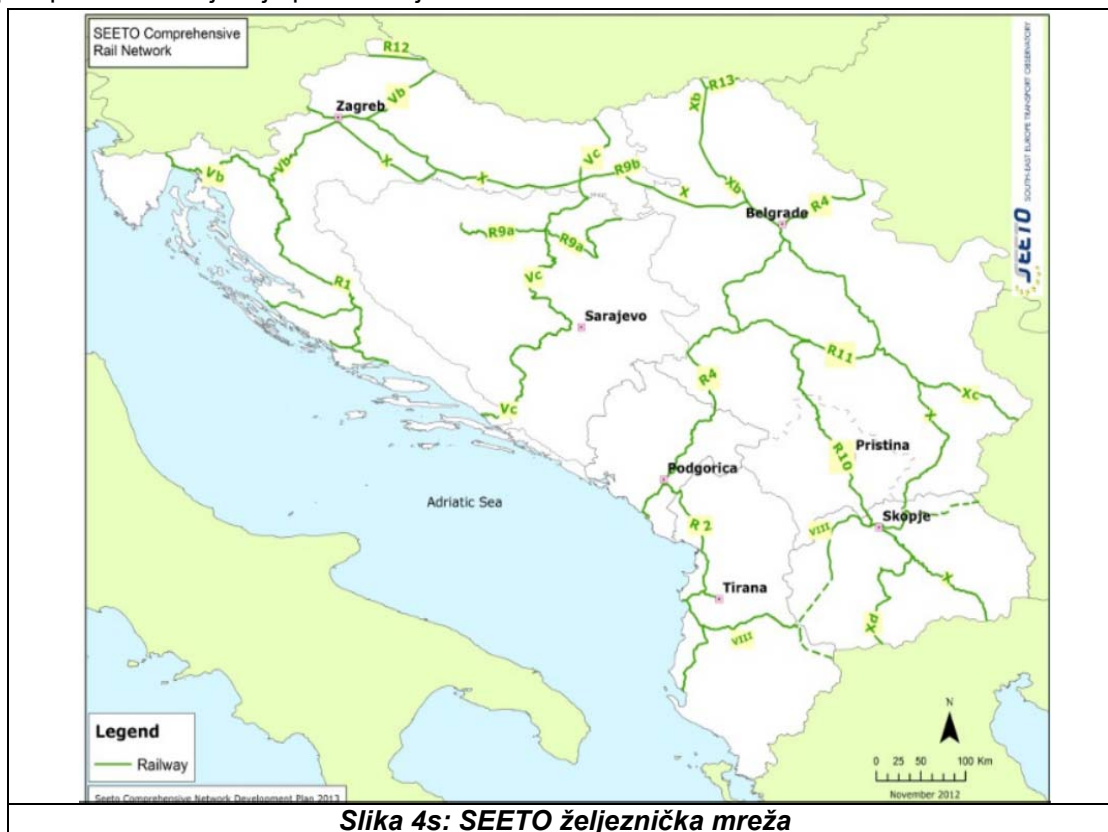 SEETO Comprehensive
Rail Network
SEETO SOUTH-EAST EUROPE TRANSPORT OBSERVATORY
R12
Vb
Zagreb
Xb
R13
Vb
Vb
X
X
Vc
R9b
X
Xb
Belgrade
R4
R9a
R9a
Vc
R1
Sarajevo
R4
R11
Xc
Vc
X
R10
Pristina
Podgorica
Adriatic Sea
R 2
VIII
Skopje
Tirana
X
Xd
VIII
Legend
Railway
N
0 25 50 100 Km
Seeto Comprehensive Network Development Plan 2013
November 2012
Slika 4s: SEETO željeznička mreža